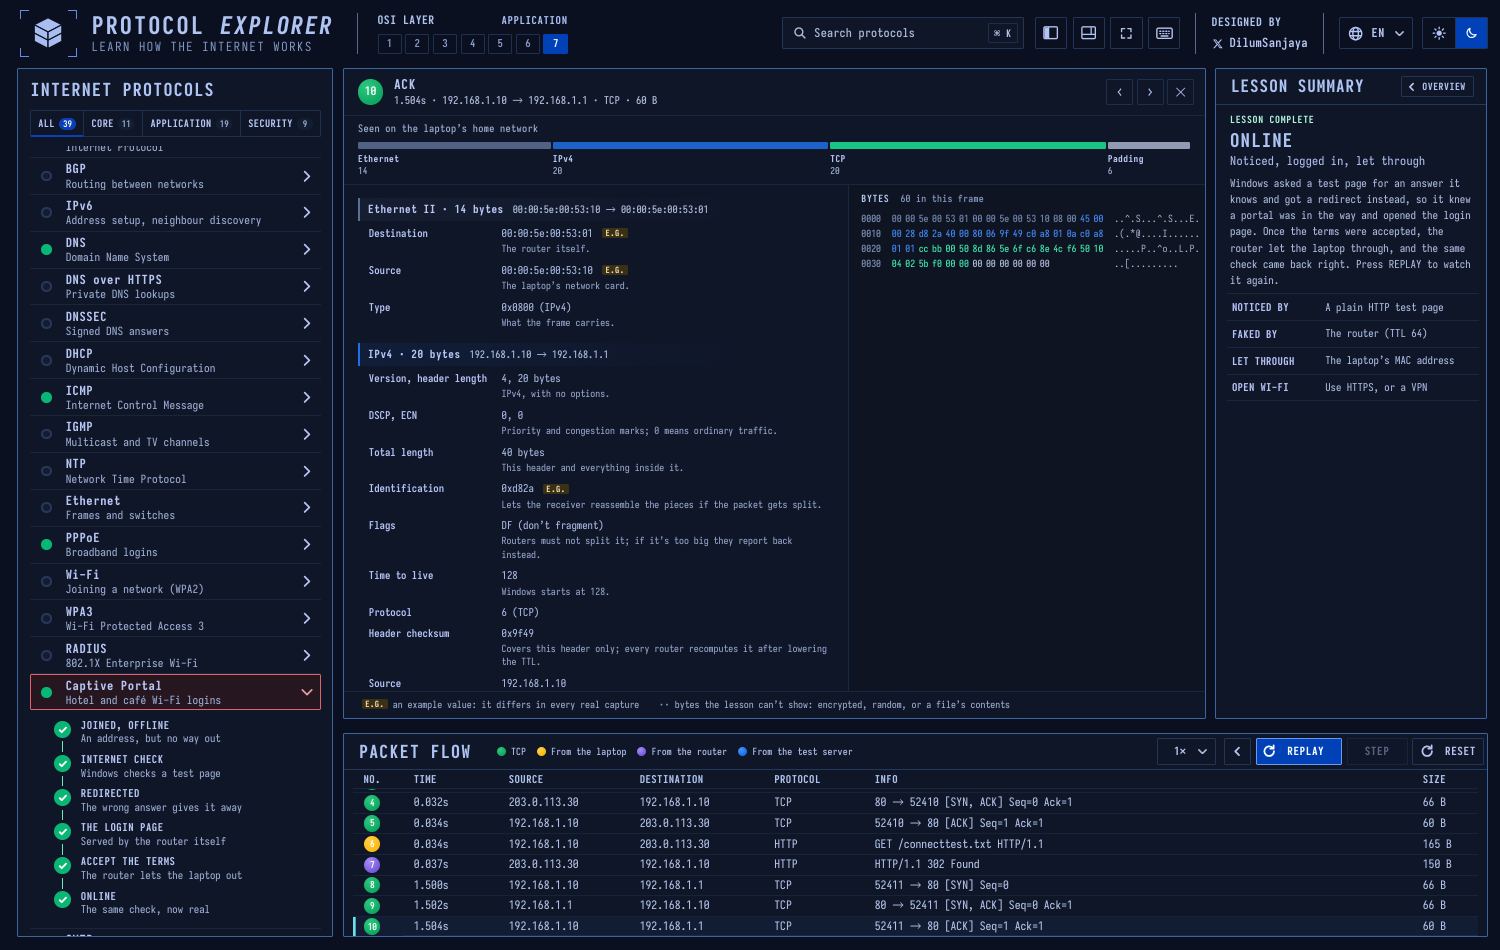 PROTOCOL EXPLORER
LEARN HOW THE INTERNET WORKS
OSI LAYER APPLICATION
1 2 3 4 5 6 7
Search protocols ⌘ K
DESIGNED BY
DilumSanjaya
EN
INTERNET PROTOCOLS
ALL 39 CORE 11 APPLICATION 19 SECURITY 9
Internet Protocol
BGP
Routing between networks
IPv6
Address setup, neighbour discovery
DNS
Domain Name System
DNS over HTTPS
Private DNS lookups
DNSSEC
Signed DNS answers
DHCP
Dynamic Host Configuration
ICMP
Internet Control Message
IGMP
Multicast and TV channels
NTP
Network Time Protocol
Ethernet
Frames and switches
PPPoE
Broadband logins
Wi-Fi
Joining a network (WPA2)
WPA3
Wi-Fi Protected Access 3
RADIUS
802.1X Enterprise Wi-Fi
Captive Portal
Hotel and café Wi-Fi logins
JOINED, OFFLINE
An address, but no way out
INTERNET CHECK
Windows checks a test page
REDIRECTED
The wrong answer gives it away
THE LOGIN PAGE
Served by the router itself
ACCEPT THE TERMS
The router lets the laptop out
ONLINE
The same check, now real
10 ACK
1.504s · 192.168.1.10 → 192.168.1.1 · TCP · 60 B
Seen on the laptop's home network
Ethernet IPv4 TCP Padding
14 20 20 6
Ethernet II · 14 bytes 00:00:5e:00:53:10 → 00:00:5e:00:53:01
Destination 00:00:5e:00:53:01 E.G.
The router itself.
Source 00:00:5e:00:53:10 E.G.
The laptop's network card.
Type 0x0800 (IPv4)
What the frame carries.
IPv4 · 20 bytes 192.168.1.10 → 192.168.1.1
Version, header length 4, 20 bytes
IPv4, with no options.
DSCP, ECN 0, 0
Priority and congestion marks; 0 means ordinary traffic.
Total length 40 bytes
This header and everything inside it.
Identification 0xd82a E.G.
Lets the receiver reassemble the pieces if the packet gets split.
Flags DF (don't fragment)
Routers must not split it; if it's too big they report back
instead.
Time to live 128
Windows starts at 128.
Protocol 6 (TCP)
Header checksum 0x9f49
Covers this header only; every router recomputes it after lowering
the TTL.
Source 192.168.1.10
BYTES 60 in this frame
0000 00 00 5e 00 53 01 00 00 5e 00 53 10 08 00 45 00 ..^.S...^.S...E.
0010 00 28 d8 2a 40 00 80 06 9f 49 c0 a8 01 0a c0 a8 .(.*@....I......
0020 01 01 cc bb 00 50 8d 86 5e 6f c6 8e 4c f6 50 10 .....P..^o..L.P.
0030 04 02 5b f0 00 00 00 00 00 00 00 00 ..[.........
E.G. an example value: it differs in every real capture ·· bytes the lesson can't show: encrypted, random, or a file's contents
LESSON SUMMARY OVERVIEW
LESSON COMPLETE
ONLINE
Noticed, logged in, let through
Windows asked a test page for an answer it
knows and got a redirect instead, so it knew
a portal was in the way and opened the login
page. Once the terms were accepted, the
router let the laptop through, and the same
check came back right. Press REPLAY to watch
it again.
NOTICED BY A plain HTTP test page
FAKED BY The router (TTL 64)
LET THROUGH The laptop's MAC address
OPEN WI-FI Use HTTPS, or a VPN
PACKET FLOW TCP From the laptop From the router From the test server 1× REPLAY STEP RESET
NO. TIME SOURCE DESTINATION PROTOCOL INFO SIZE
4 0.032s 203.0.113.30 192.168.1.10 TCP 80 → 52410 [SYN, ACK] Seq=0 Ack=1 66 B
5 0.034s 192.168.1.10 203.0.113.30 TCP 52410 → 80 [ACK] Seq=1 Ack=1 60 B
6 0.034s 192.168.1.10 203.0.113.30 HTTP GET /connecttest.txt HTTP/1.1 165 B
7 0.037s 203.0.113.30 192.168.1.10 HTTP HTTP/1.1 302 Found 150 B
8 1.500s 192.168.1.10 192.168.1.1 TCP 52411 → 80 [SYN] Seq=0 66 B
9 1.502s 192.168.1.1 192.168.1.10 TCP 80 → 52411 [SYN, ACK] Seq=0 Ack=1 66 B
10 1.504s 192.168.1.10 192.168.1.1 TCP 52411 → 80 [ACK] Seq=1 Ack=1 60 B